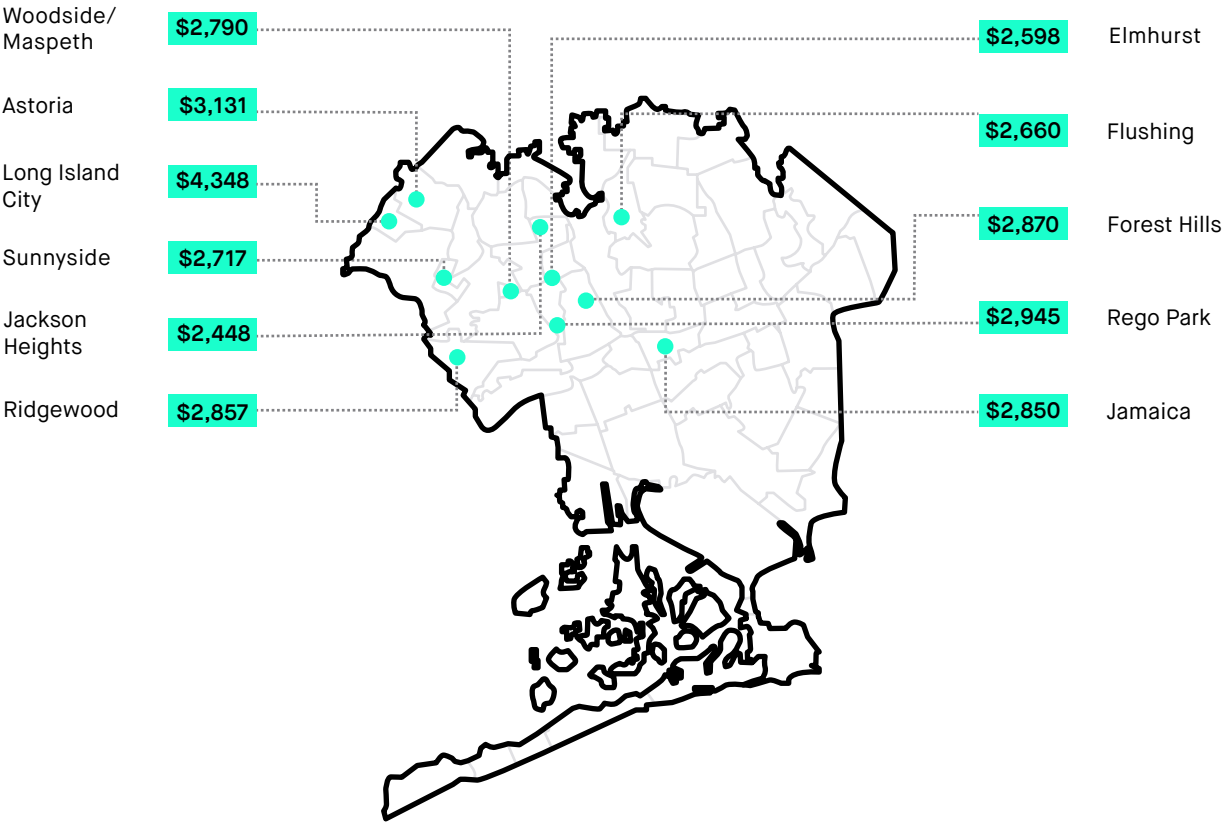 Woodside/
Maspeth
$2,790
Astoria
$3,131
Long Island
City
$4,348
Sunnyside
$2,717
Jackson
Heights
$2,448
Ridgewood
$2,857
$2,598
Elmhurst
$2,660
Flushing
$2,870
Forest Hills
$2,945
Rego Park
$2,850
Jamaica